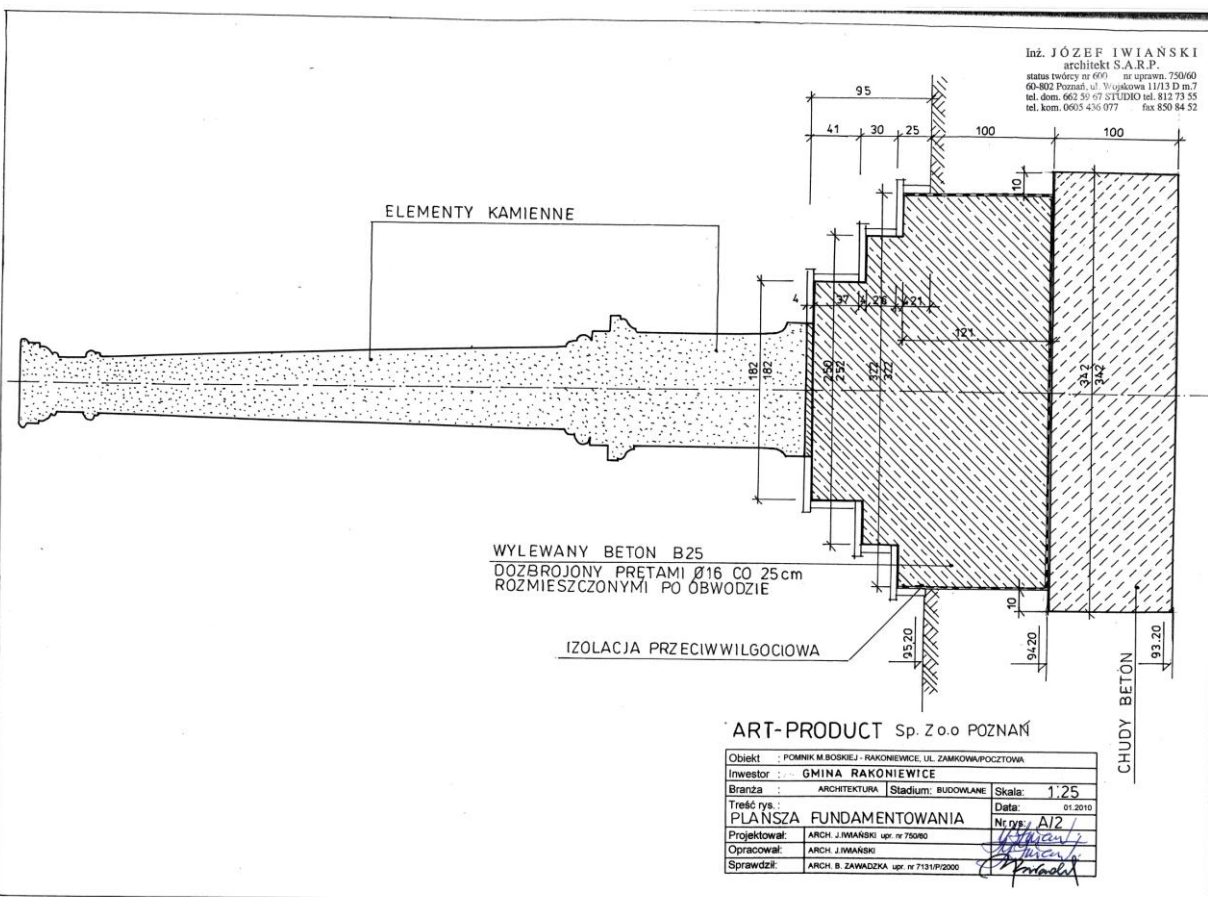 Inż. JÓZEF IWIAŃSKI
architekt S.A.R.P.
status twórcy nr 600 nr uprawn. 750/60
60-802 Poznań, ul. Wojskowa 11/13 D m.7
tel. dom. 662 59 67 STUDIO tel. 812 73 55
tel. kom. 0605 436 077 fax 850 84 52
95
41 30 25 100 100
10
ELEMENTY KAMIENNE
4 37 4 26 4 21
121
182
182
250
252
322
322
342
342
WYLEWANY BETON B25
DOZBROJONY PRĘTAMI Ø16 CO 25cm
ROZMIESZCZONYMI PO OBWODZIE
10
IZOLACJA PRZECIWWILGOCIOWA
95.20
94.20
93.20
CHUDY BETON
ART-PRODUCT Sp. Z o.o POZNAŃ
Obiekt : POMNIK M.BOSKIEJ - RAKONIEWICE, UL. ZAMKOWA/POCZTOWA
Inwestor : GMINA RAKONIEWICE
Branża : ARCHITEKTURA Stadium: BUDOWLANE Skala: 1:25
Treść rys.: Data: 01.2010
PLANSZA FUNDAMENTOWANIA Nr rys: A/2
Projektował: ARCH. J.IWIAŃSKI upr. nr 750/60
Opracował: ARCH. J.IWIAŃSKI
Sprawdził: ARCH. B. ZAWADZKA upr. nr 7131/P/2000